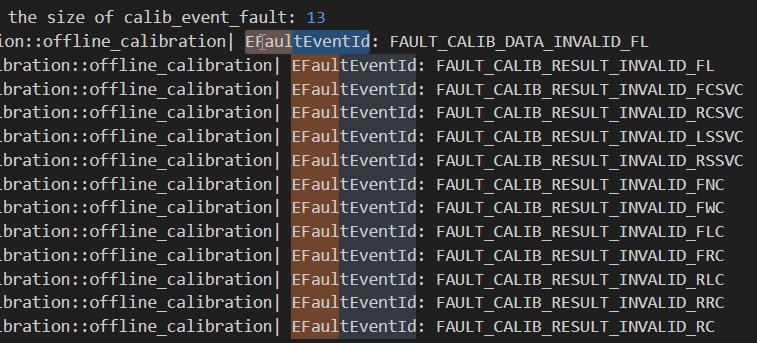 the size of calib_event_fault: 13
ion::offline_calibration| EFaultEventId: FAULT_CALIB_DATA_INVALID_FL
ibration::offline_calibration| EFaultEventId: FAULT_CALIB_RESULT_INVALID_FL
ibration::offline_calibration| EFaultEventId: FAULT_CALIB_RESULT_INVALID_FCSVC
ibration::offline_calibration| EFaultEventId: FAULT_CALIB_RESULT_INVALID_RCSVC
ibration::offline_calibration| EFaultEventId: FAULT_CALIB_RESULT_INVALID_LSSVC
ibration::offline_calibration| EFaultEventId: FAULT_CALIB_RESULT_INVALID_RSSVC
ibration::offline_calibration| EFaultEventId: FAULT_CALIB_RESULT_INVALID_FNC
ibration::offline_calibration| EFaultEventId: FAULT_CALIB_RESULT_INVALID_FWC
ibration::offline_calibration| EFaultEventId: FAULT_CALIB_RESULT_INVALID_FLC
ibration::offline_calibration| EFaultEventId: FAULT_CALIB_RESULT_INVALID_FRC
ibration::offline_calibration| EFaultEventId: FAULT_CALIB_RESULT_INVALID_RLC
ibration::offline_calibration| EFaultEventId: FAULT_CALIB_RESULT_INVALID_RRC
ibration::offline_calibration| EFaultEventId: FAULT_CALIB_RESULT_INVALID_RC